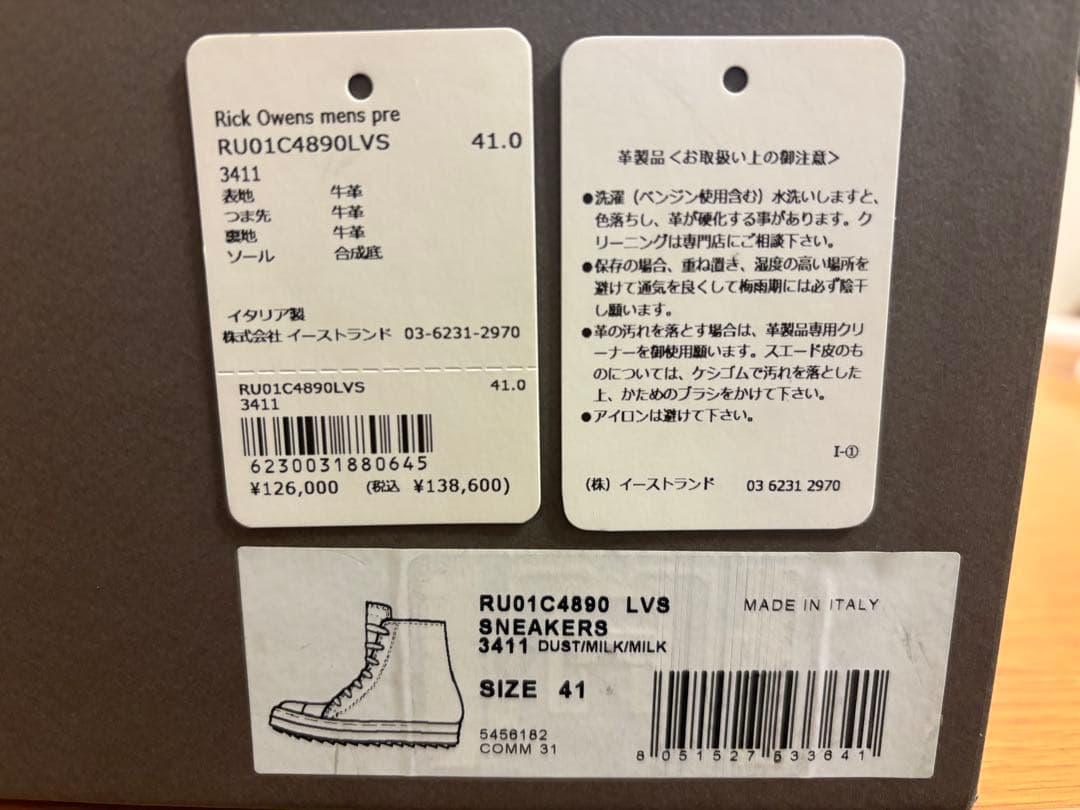 Rick Owens mens pre
RU01C4890LVS 41.0
3411
表地 牛革
つま先 牛革
裏地 牛革
ソール 合成底
イタリア製
株式会社 イーストランド 03-6231-2970
RU01C4890LVS 41.0
3411
6230031880645
¥126,000 (税込 ¥138,600)
革製品<お取扱い上の御注意>
●洗濯(ベンジン使用含む)水洗いしますと、
色落ちし、革が硬化する事があります。ク
リーニングは専門店にご相談下さい。
●保存の場合、重ね置き、湿度の高い場所を
避けて通気を良くして梅雨期には必ず陰干
し願います。
●革の汚れを落とす場合は、革製品専用クリ
ーナーを御使用願います。スエード皮のも
のについては、ケシゴムで汚れを落とした
上、かためのブラシをかけて下さい。
●アイロンは避けて下さい。
I-①
(株)イーストランド 03 6231 2970
RU01C4890 LVS MADE IN ITALY
SNEAKERS
3411 DUST/MILK/MILK
SIZE 41
5456182
COMM 31
8 051527 533641